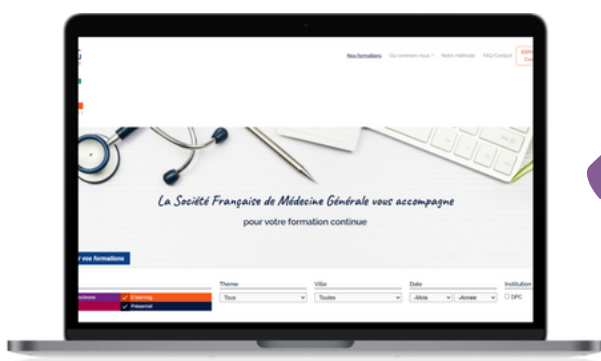 Nos formations Qui sommes-nous ? Notre méthode FAQ/Contact
La Société Française de Médecine Générale vous accompagne
pour votre formation continue
vos formations
Thème Ville Date Institution
Tous Toutes -Mois -Année DPC
E-learning
Présentiel